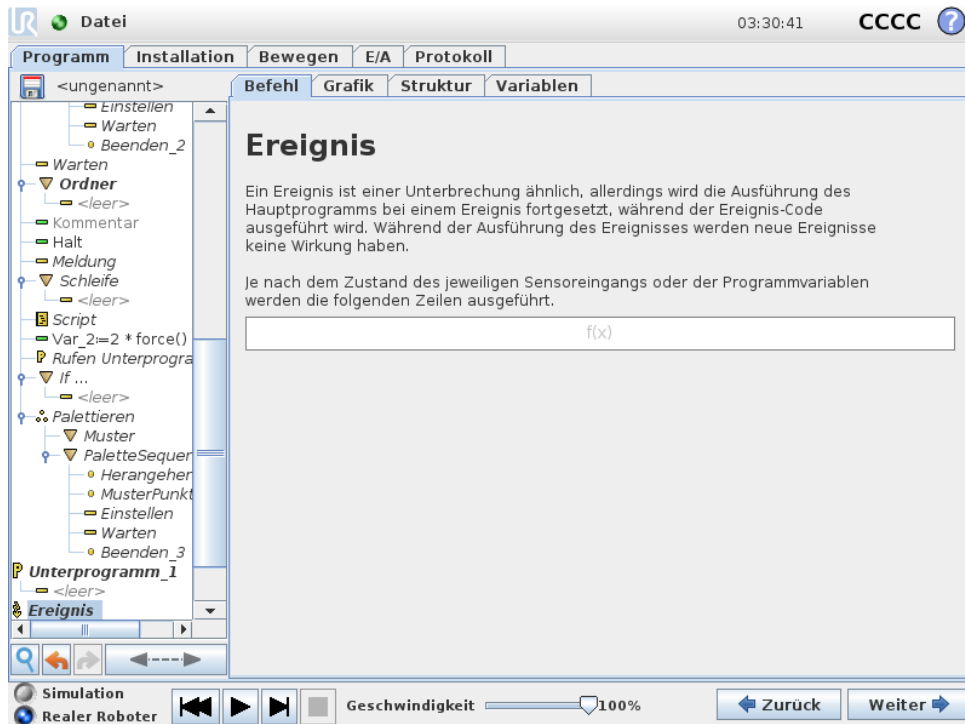 UR Datei 03:30:41 CCCC ?
Programm Installation Bewegen E/A Protokoll
<ungenannt>
Befehl Grafik Struktur Variablen
Einstellen
Warten
Beenden_2
Warten
Ordner
<leer>
Kommentar
Halt
Meldung
Schleife
<leer>
Script
Var_2:=2 * force()
Rufen Unterprogra
If ...
<leer>
Palettieren
Muster
PaletteSequer
Herangeher
MusterPunkt
Einstellen
Warten
Beenden_3
P Unterprogramm_1
<leer>
Ereignis
Ereignis
Ein Ereignis ist einer Unterbrechung ähnlich, allerdings wird die Ausführung des
Hauptprogramms bei einem Ereignis fortgesetzt, während der Ereignis-Code
ausgeführt wird. Während der Ausführung des Ereignisses werden neue Ereignisse
keine Wirkung haben.
Je nach dem Zustand des jeweiligen Sensoreingangs oder der Programmvariablen
werden die folgenden Zeilen ausgeführt.
f(x)
Simulation
Realer Roboter
Geschwindigkeit 100%
Zurück Weiter